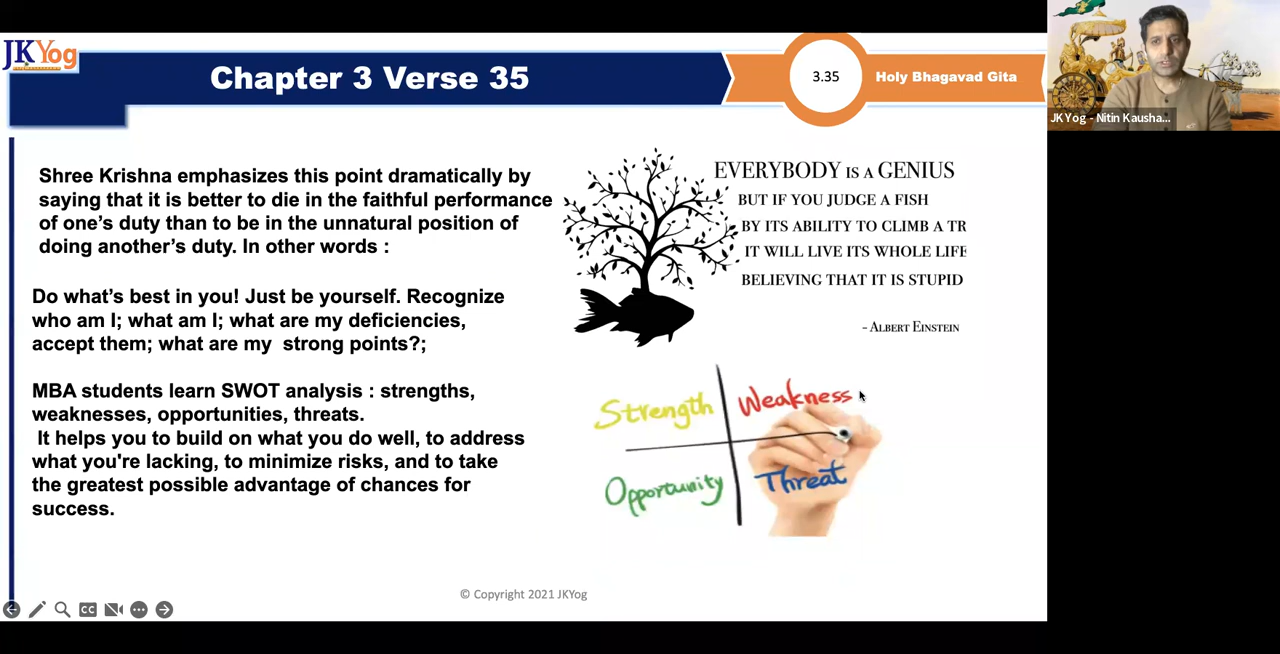 JKYog
Chapter 3 Verse 35
3.35
Holy Bhagavad Gita
JKYog - Nitin Kausha...
Shree Krishna emphasizes this point dramatically by
saying that it is better to die in the faithful performance
of one's duty than to be in the unnatural position of
doing another's duty. In other words :
Do what's best in you! Just be yourself. Recognize
who am I; what am I; what are my deficiencies,
accept them; what are my strong points?;
MBA students learn SWOT analysis : strengths,
weaknesses, opportunities, threats.
It helps you to build on what you do well, to address
what you're lacking, to minimize risks, and to take
the greatest possible advantage of chances for
success.
EVERYBODY IS A GENIUS
BUT IF YOU JUDGE A FISH
BY ITS ABILITY TO CLIMB A TR
IT WILL LIVE ITS WHOLE LIFE
BELIEVING THAT IT IS STUPID
- ALBERT EINSTEIN
Strength
Weakness
Opportunity
Threat
© Copyright 2021 JKYog
CC